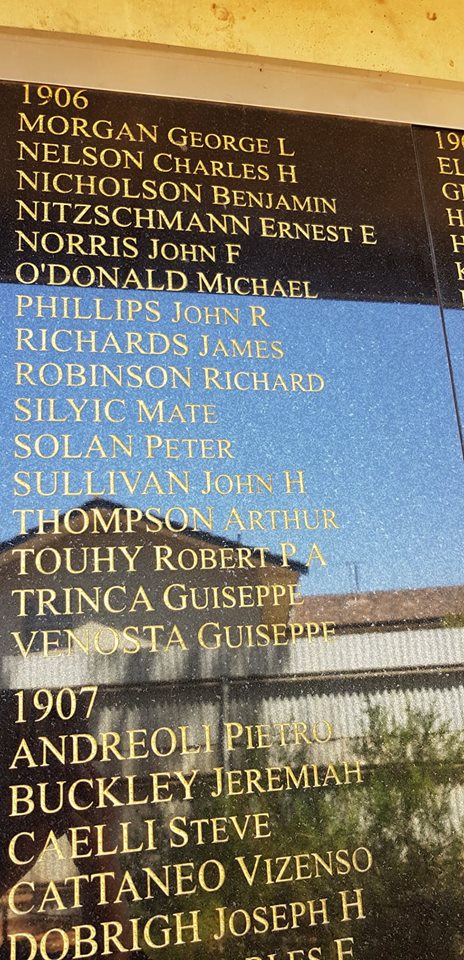 1906
MORGAN GEORGE L
NELSON CHARLES H
NICHOLSON BENJAMIN
NITZSCHMANN ERNEST E
NORRIS JOHN F
O'DONALD MICHAEL
PHILLIPS JOHN R
RICHARDS JAMES
ROBINSON RICHARD
SILYIC MATE
SOLAN PETER
SULLIVAN JOHN H
THOMPSON ARTHUR
TOUHY ROBERT P A
TRINCA GUISEPPE
VENOSTA GUISEPPE
1907
ANDREOLI PIETRO
BUCKLEY JEREMIAH
CAELLI STEVE
CATTANEO VIZENSO
DOBRIGH JOSEPH H